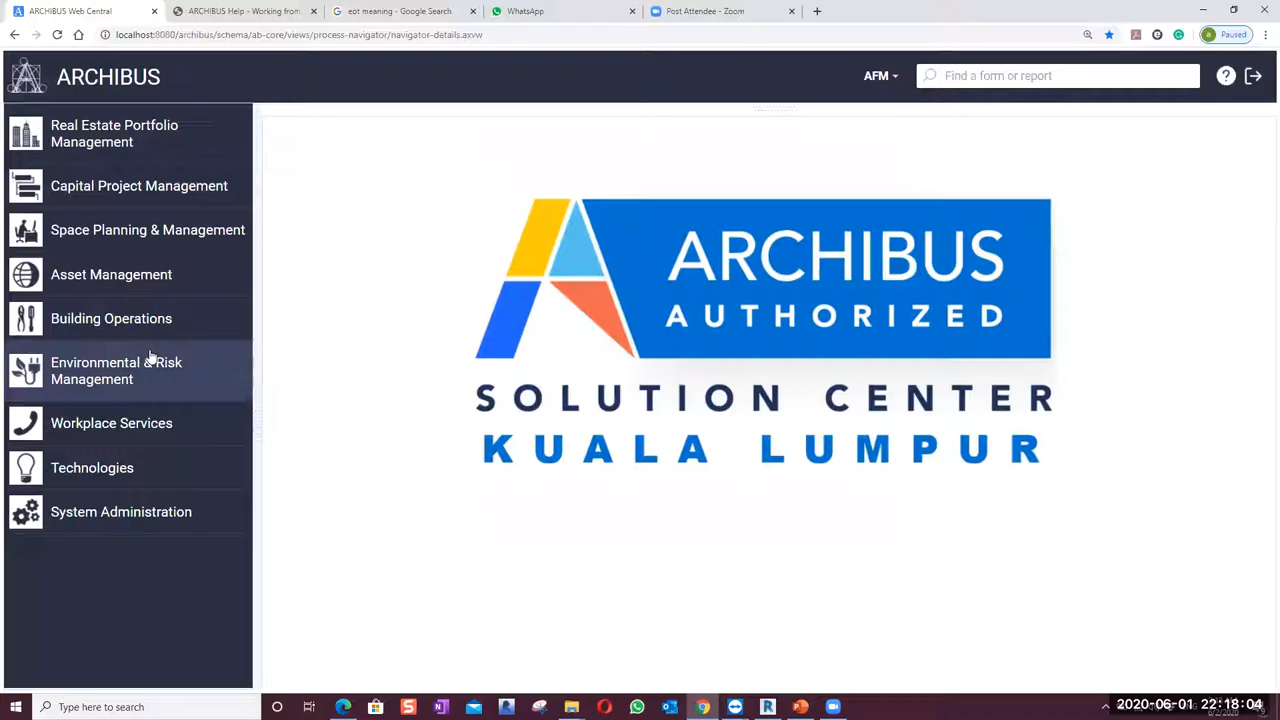 ARCHIBUS Web Central
ARCHIBUS Help - Working from
eot meaning - Google Search
WhatsApp
Post Attendee - Zoom
localhost:8080/archibus/schema/ab-core/views/process-navigator/navigator-details.axvw
a
Paused
ARCHIBUS
AFM
Find a form or report
?
Real Estate Portfolio
Management
Capital Project Management
Space Planning & Management
Asset Management
Building Operations
Environmental & Risk
Management
Workplace Services
Technologies
System Administration
ARCHIBUS
AUTHORIZED
SOLUTION CENTER
KUALA LUMPUR
Type here to search
2020-06-01 22:18:04
6/2/2020